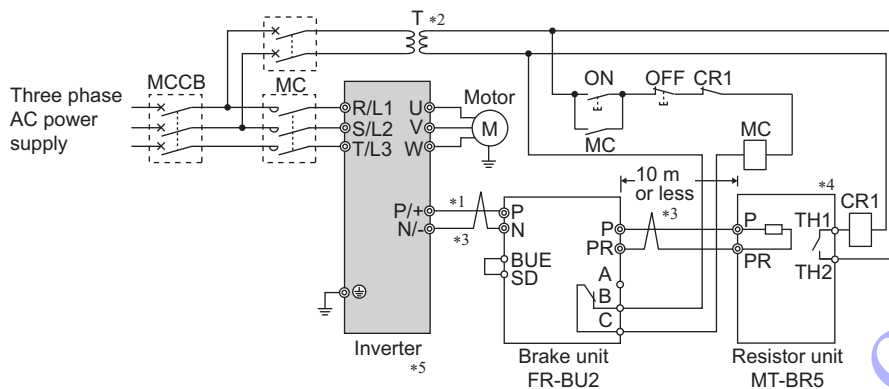 T *2
MCCB
MC
ON
OFF
CR1
Three phase
AC power
supply
R/L1
S/L2
T/L3
U
V
W
Motor
M
MC
MC
10 m
or less
*4
CR1
P/+
N/-
*1
*3
P
N
BUE
SD
P
PR
A
B
C
*3
P
PR
TH1
TH2
Inverter
*5
Brake unit
FR-BU2
Resistor unit
MT-BR5